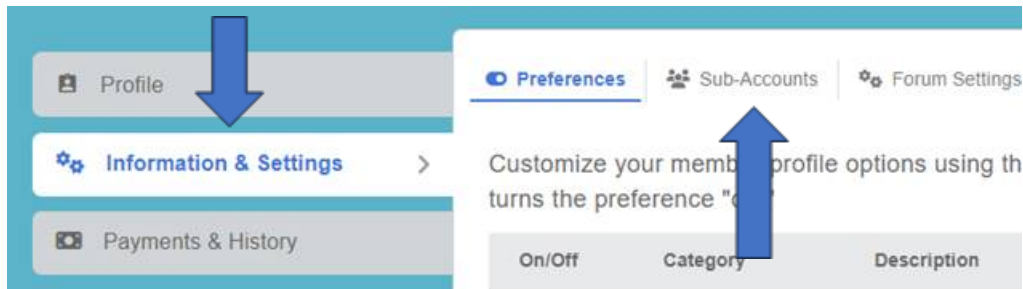 Profile
Information & Settings
Payments & History
Preferences
Sub-Accounts
Forum Settings
Customize your memb profile options using th
turns the preference "o
On/Off
Category
Description